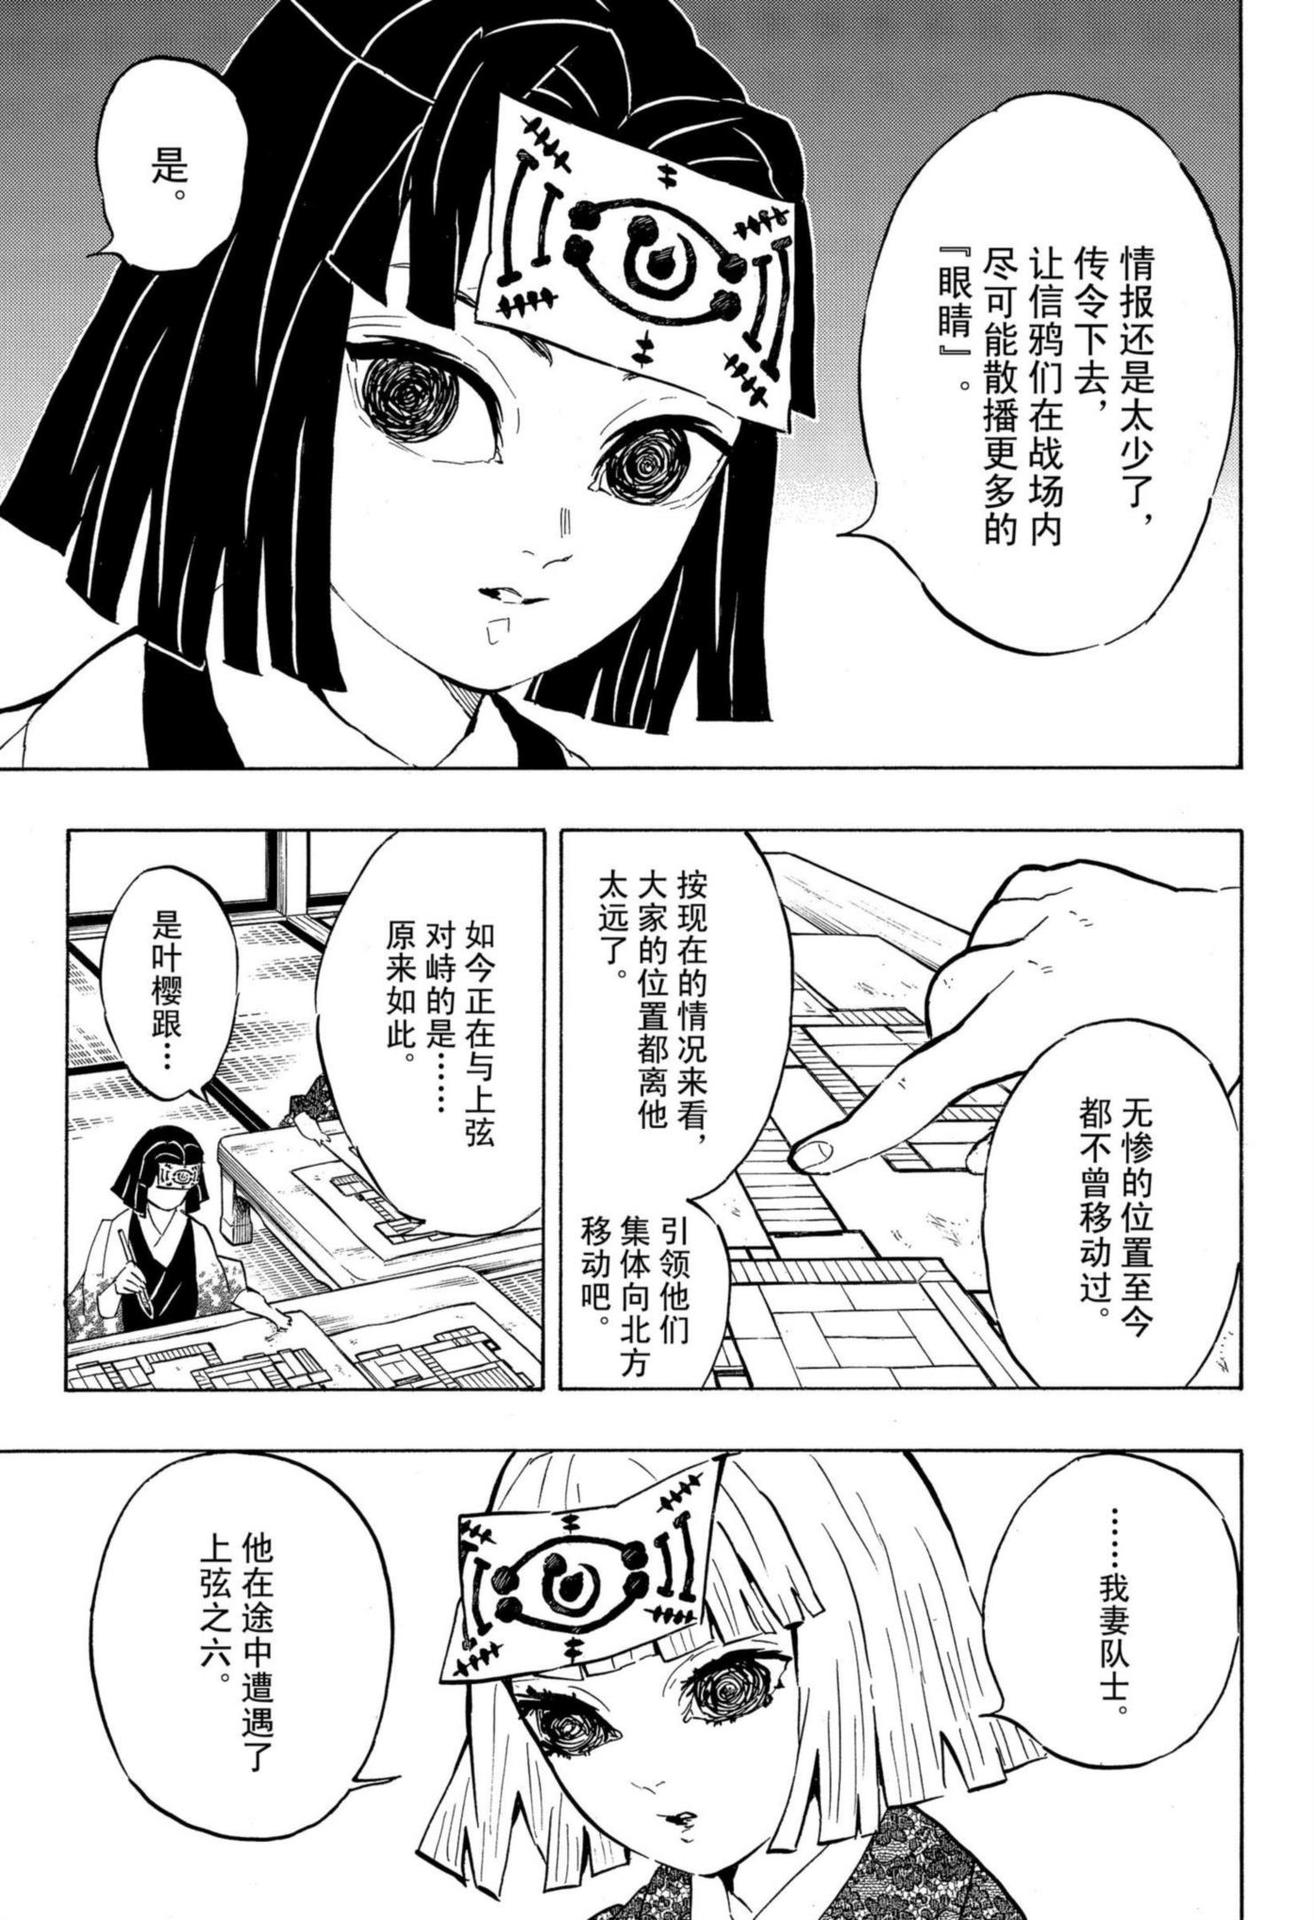 情报还是太少了，
传令下去，
让信鸦们在战场内
尽可能散播更多的
『眼睛』。
是。
无惨的位置至今
都不曾移动过。
按现在的情况来看，
大家的位置都离他
太远了。
引领他们
集体向北方
移动吧。
如今正在与上弦
对峙的是……
原来如此。
是叶樱跟…
……我妻队士。
他在途中遭遇了
上弦之六。